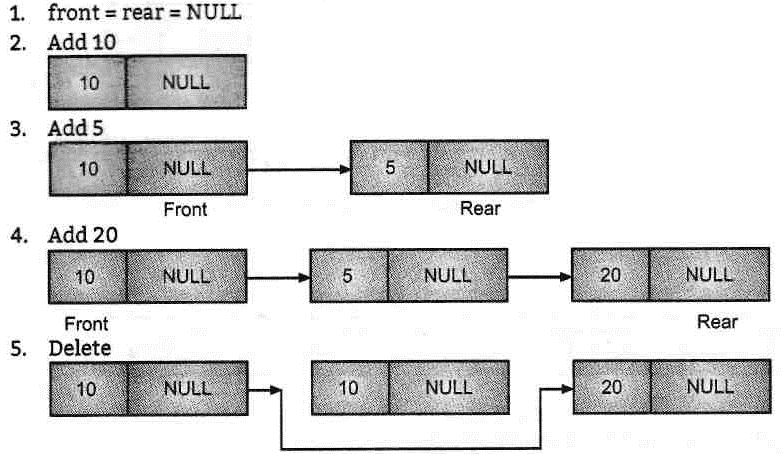 1. front = rear = NULL
2. Add 10
10 NULL
3. Add 5
10 NULL 5 NULL
Front Rear
4. Add 20
10 NULL 5 NULL 20 NULL
Front Rear
5. Delete
10 NULL 10 NULL 20 NULL